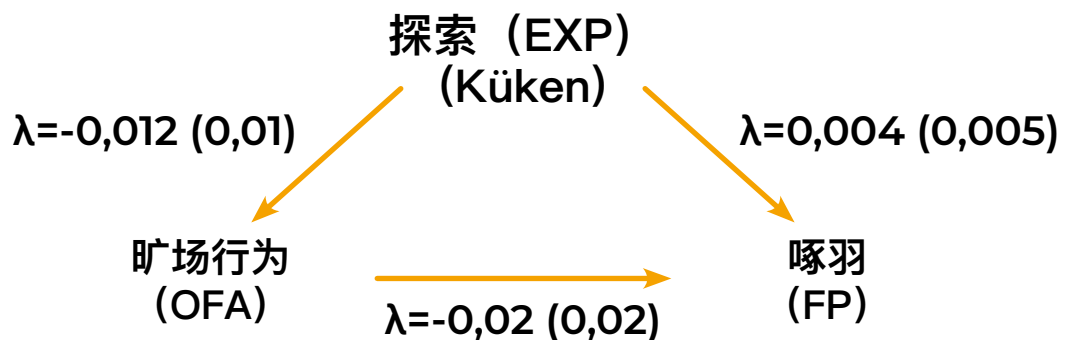 探索（EXP）
（Küken）
λ=-0,012 (0,01)
λ=0,004 (0,005)
旷场行为
（OFA）
啄羽
（FP）
λ=-0,02 (0,02)